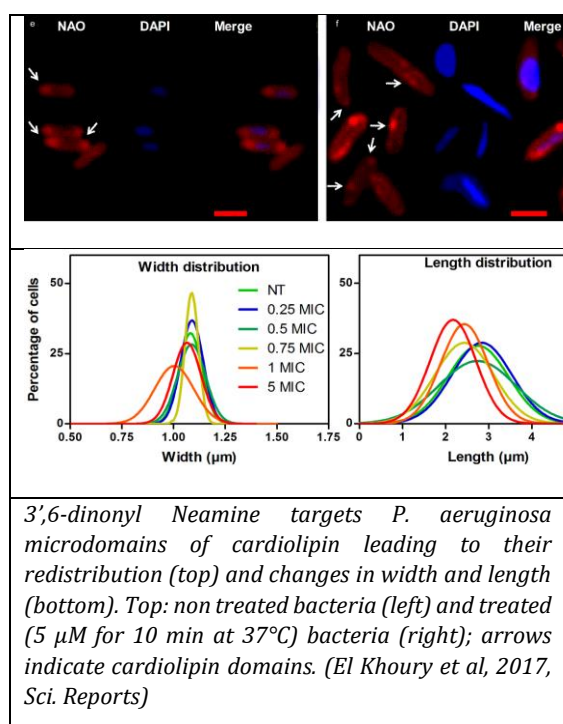 e NAO DAPI Merge f NAO DAPI Merge
Width distribution
Percentage of cells
50
25
0
NT
0.25 MIC
0.5 MIC
0.75 MIC
1 MIC
5 MIC
0.50 0.75 1.00 1.25 1.50 1.75
Width (µm)
Length distribution
50
25
0
0 1 2 3 4
Length (µm)
3’,6-dinonyl Neamine targets P. aeruginosa
microdomains of cardiolipin leading to their
redistribution (top) and changes in width and length
(bottom). Top: non treated bacteria (left) and treated
(5 µM for 10 min at 37°C) bacteria (right); arrows
indicate cardiolipin domains. (El Khoury et al, 2017,
Sci. Reports)